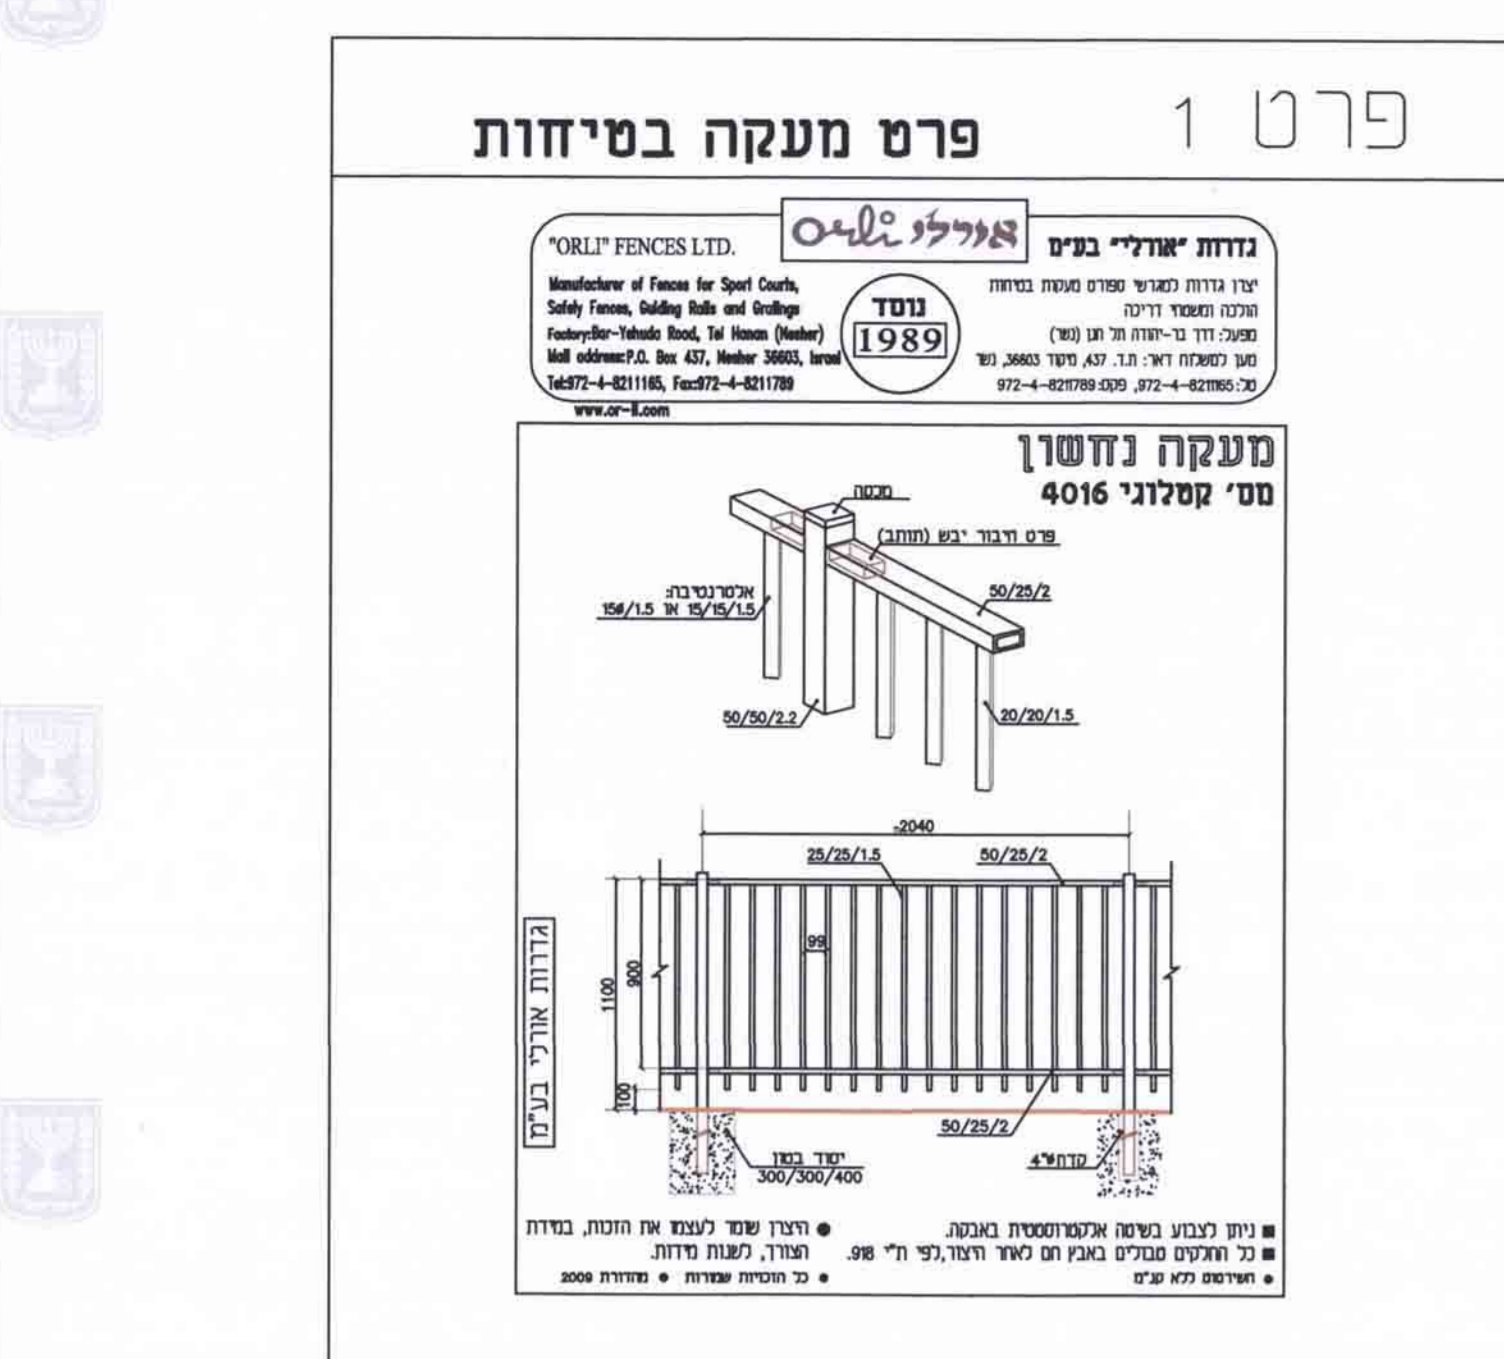 פרט 1
פרט מעקה בטיחות
אורלי Orli
"ORLI" FENCES LTD.
Manufacturer of Fences for Sport Courts,
Safety Fences, Guiding Rails and Gratings
Factory:Bar-Yehuda Road, Tel Hanan (Nesher)
Mail address:P.O. Box 437, Nesher 36603, Israel
Tel:972-4-8211165, Fax:972-4-8211789
www.or-li.com
נוסד
1989
גדרות "אורלי" בע"מ
יצרן גדרות למגרשי ספורט מעקות בטיחות
הולכה ומשטחי דריכה
מפעל: דרך בר-יהודה תל חנן (נשר)
מען למשלוח דאר: ת.ד. 437, מיקוד 36603, נשר
טל: 972-4-8211165, פקס: 972-4-8211789
מעקה נחשון
מס' קטלוגי 4016
מכסה
פרט חיבור יבש (תותב)
אלטרנטיבה:
15ø/1.5 או 15/15/1.5
50/25/2
50/50/2.2
20/20/1.5
2040
25/25/1.5
50/25/2
99
1100
900
100
גדרות אורלי בע"מ
50/25/2
יסוד בטון
300/300/400
קדח ø"4
■ ניתן לצבוע בשיטה אלקטרוסטטית באבקה.
■ כל החלקים טבולים באבץ חם לאחר היצור,לפי ת"י 918.
● השירטוט ללא קנ"מ
● היצרן שומר לעצמו את הזכות, במידת
הצורך, לשנות מידות.
● כל הזכויות שמורות ● מהדורת 2009